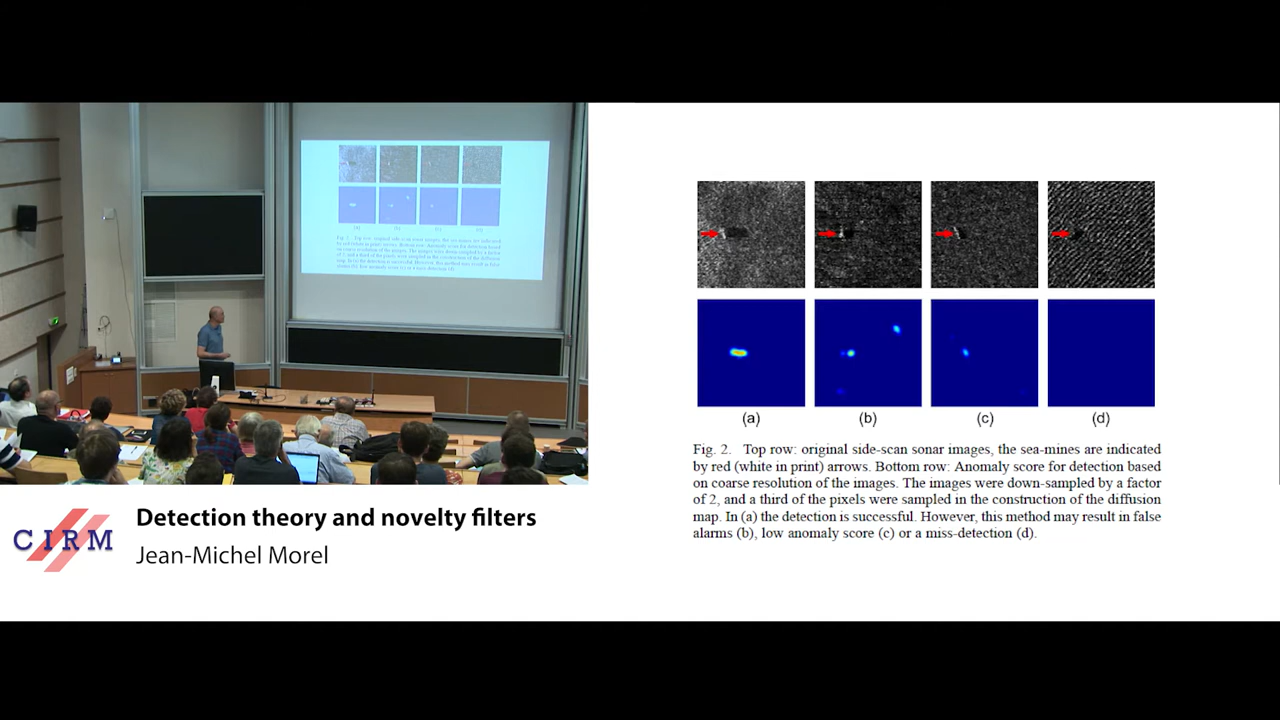 (a) (b) (c) (d)
Fig. 2. Top row: original side-scan sonar images, the sea-mines are indicated
by red (white in print) arrows. Bottom row: Anomaly score for detection based
on coarse resolution of the images. The images were down-sampled by a factor
of 2, and a third of the pixels were sampled in the construction of the diffusion
map. In (a) the detection is successful. However, this method may result in false
alarms (b), low anomaly score (c) or a miss-detection (d).
CIRM
Detection theory and novelty filters
Jean-Michel Morel